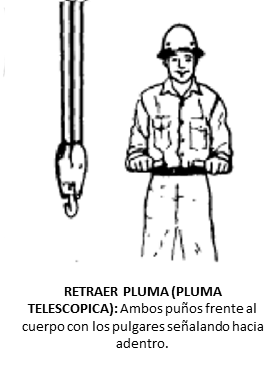 RETRAER PLUMA (PLUMA
TELESCOPICA): Ambos puños frente al
cuerpo con los pulgares señalando hacia
adentro.